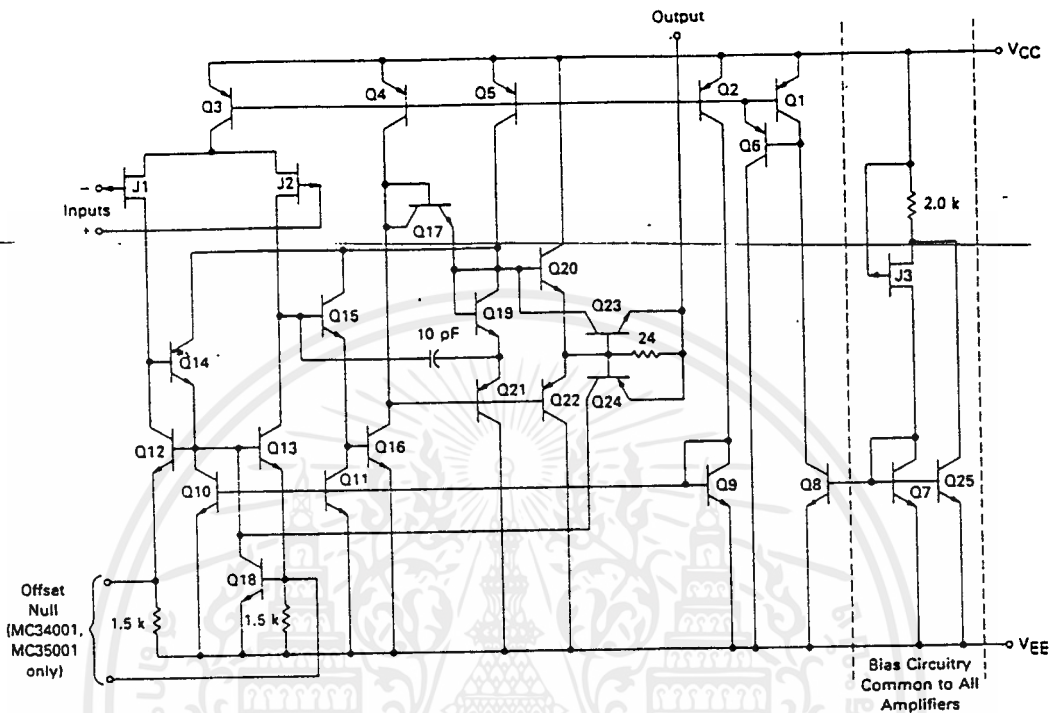 Output
VCC
Q3
Q4
Q5
Q2
Q1
Q6
J1
J2
−
Inputs
+
2.0 k
J3
Q17
Q20
Q15
Q19
Q23
10 pF
24
Q14
Q21
Q22
Q24
Q12
Q13
Q16
Q10
Q11
Q9
Q8
Q7
Q25
Q18
Offset
Null
(MC34001,
MC35001
only)
1.5 k
1.5 k
VEE
Bias Circuitry
Common to All
Amplifiers